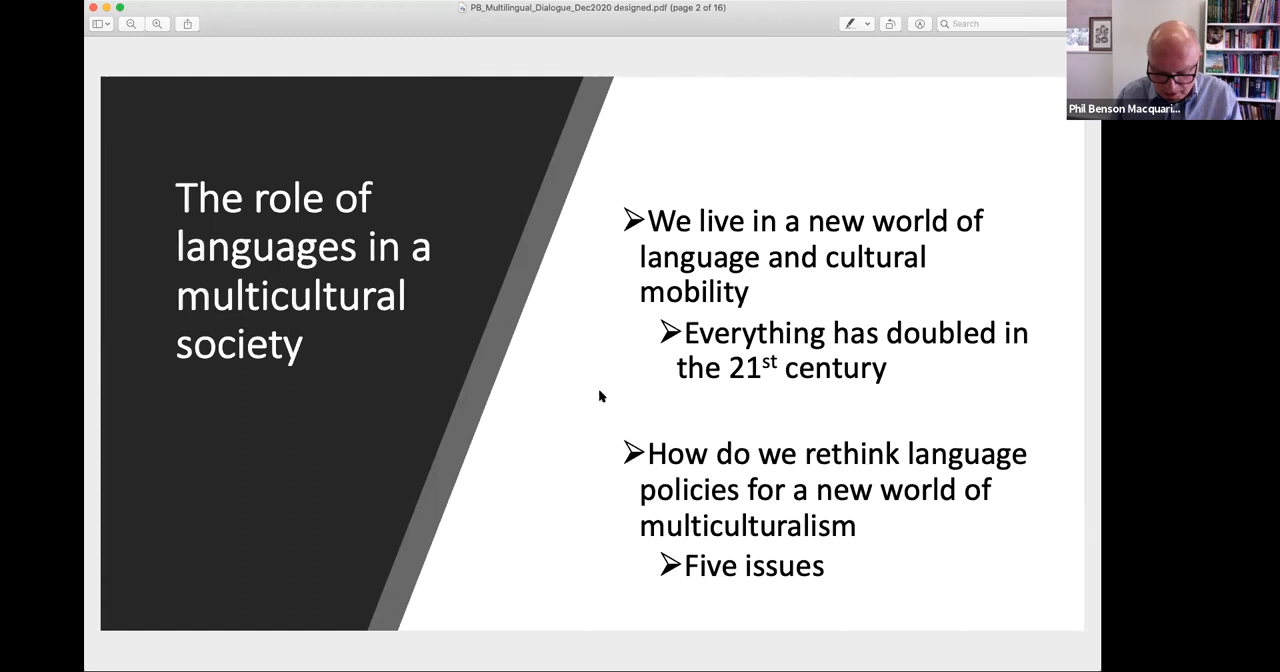 PB_Multilingual_Dialogue_Dec2020 designed.pdf (page 2 of 16)
Search
Phil Benson Macquari...
The role of
languages in a
multicultural
society
➢We live in a new world of
language and cultural
mobility
➢Everything has doubled in
the 21st century
➢How do we rethink language
policies for a new world of
multiculturalism
➢Five issues